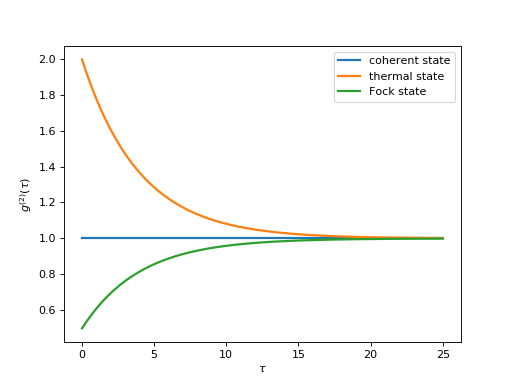 coherent state
thermal state
Fock state
2.0
1.8
1.6
1.4
1.2
1.0
0.8
0.6
g⁽²⁾(τ)
0 5 10 15 20 25
τ